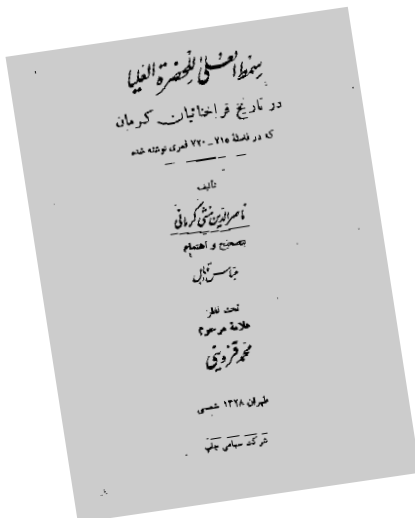 سمط العلی للحضرة العلیا
در تاریخ قراختائیان کرمان
که در فاصلهٔ ۷۱۵ - ۷۲۰ قمری نوشته شده
تألیف
ناصرالدین منشی کرمانی
بتصحیح و اهتمام
عباس اقبال
تحت نظر
علامهٔ مرحوم
محمد قزوینی
طهران ۱۳۲۸ شمسی
شرکت سهامی چاپ